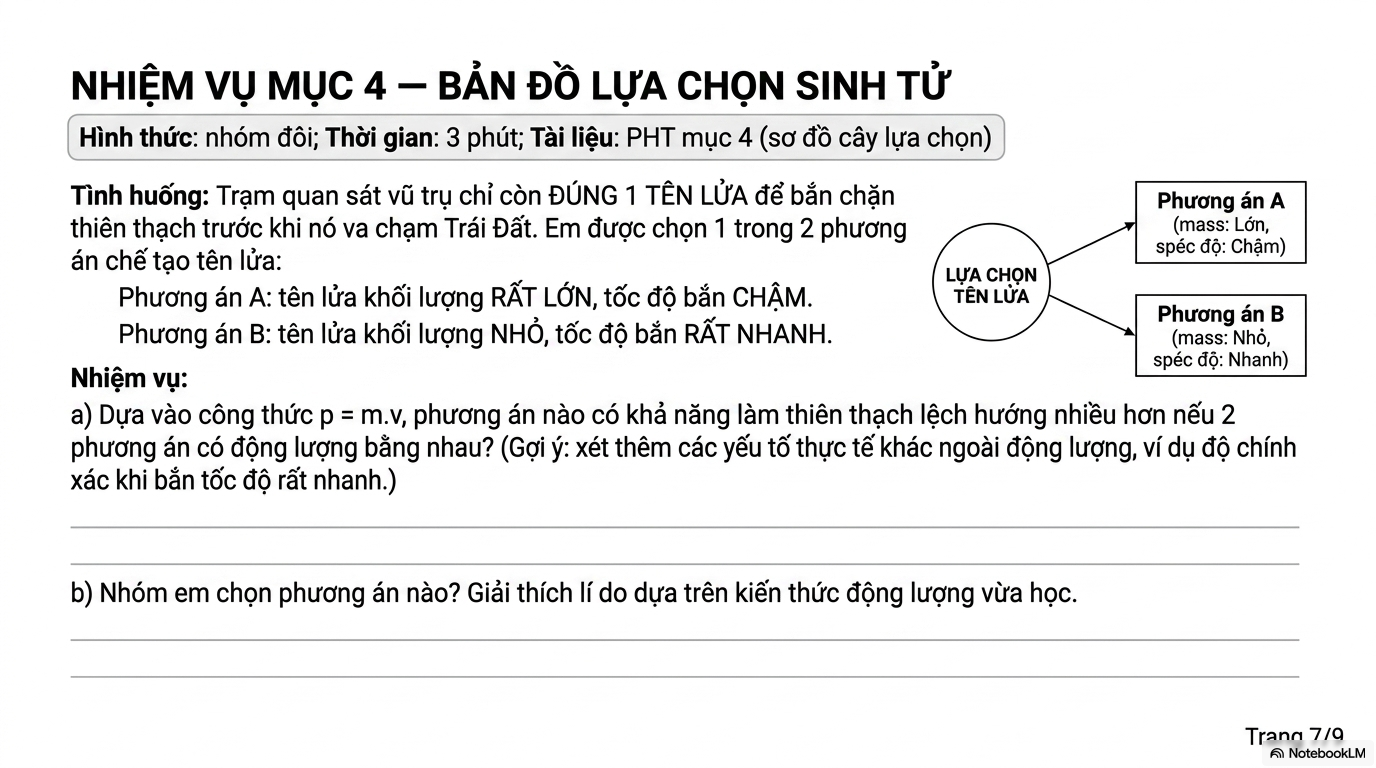 NHIỆM VỤ MỤC 4 — BẢN ĐỒ LỰA CHỌN SINH TỬ
Hình thức: nhóm đôi; Thời gian: 3 phút; Tài liệu: PHT mục 4 (sơ đồ cây lựa chọn)
Tình huống: Trạm quan sát vũ trụ chỉ còn ĐÚNG 1 TÊN LỬA để bắn chặn
thiên thạch trước khi nó va chạm Trái Đất. Em được chọn 1 trong 2 phương
án chế tạo tên lửa:
Phương án A: tên lửa khối lượng RẤT LỚN, tốc độ bắn CHẬM.
Phương án B: tên lửa khối lượng NHỎ, tốc độ bắn RẤT NHANH.
LỰA CHỌN
TÊN LỬA
Phương án A
(mass: Lớn,
spéc độ: Chậm)
Phương án B
(mass: Nhỏ,
spéc độ: Nhanh)
Nhiệm vụ:
a) Dựa vào công thức p = m.v, phương án nào có khả năng làm thiên thạch lệch hướng nhiều hơn nếu 2
phương án có động lượng bằng nhau? (Gợi ý: xét thêm các yếu tố thực tế khác ngoài động lượng, ví dụ độ chính
xác khi bắn tốc độ rất nhanh.)
b) Nhóm em chọn phương án nào? Giải thích lí do dựa trên kiến thức động lượng vừa học.
Trang 7/9
NotebookLM